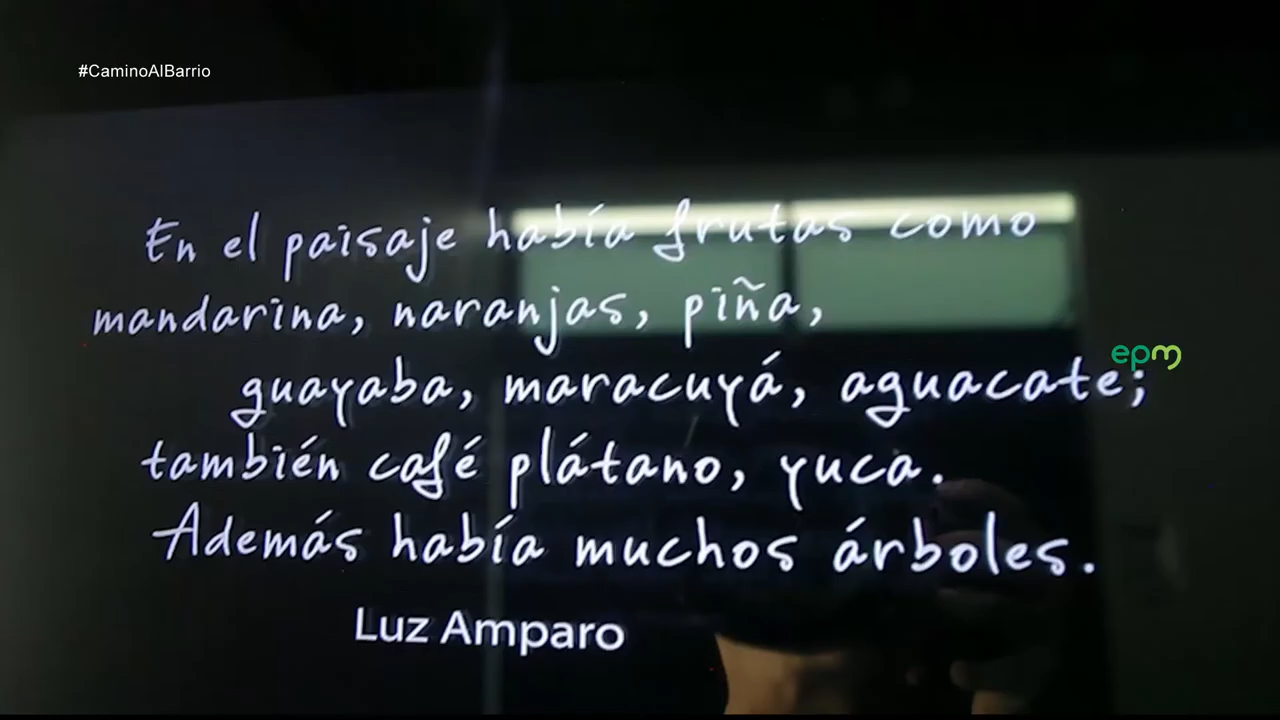 #CaminoAlBarrio
En el paisaje había frutas como
mandarina, naranjas, piña,
epm
guayaba, maracuyá, aguacate;
también café plátano, yuca.
Además había muchos árboles.
Luz Amparo